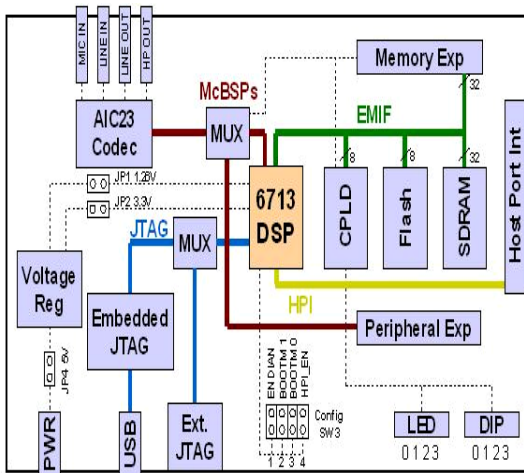 MIC IN
LINE IN
LINE OUT
HP OUT
AIC23
Codec
McBSPs
MUX
Memory Exp
32
EMIF
8
8
32
6713
DSP
CPLD
Flash
SDRAM
Host Port Int
JP1 1.26V
JP2 3.3V
JTAG
MUX
Voltage
Reg
Embedded
JTAG
HPI
Peripheral Exp
JP4 5V
ENDIAN
BOOTM 1
BOOTM 0
HPI_EN
Config
SW3
1 2 3 4
PWR
USB
Ext.
JTAG
LED
DIP
0 1 2 3
0 1 2 3